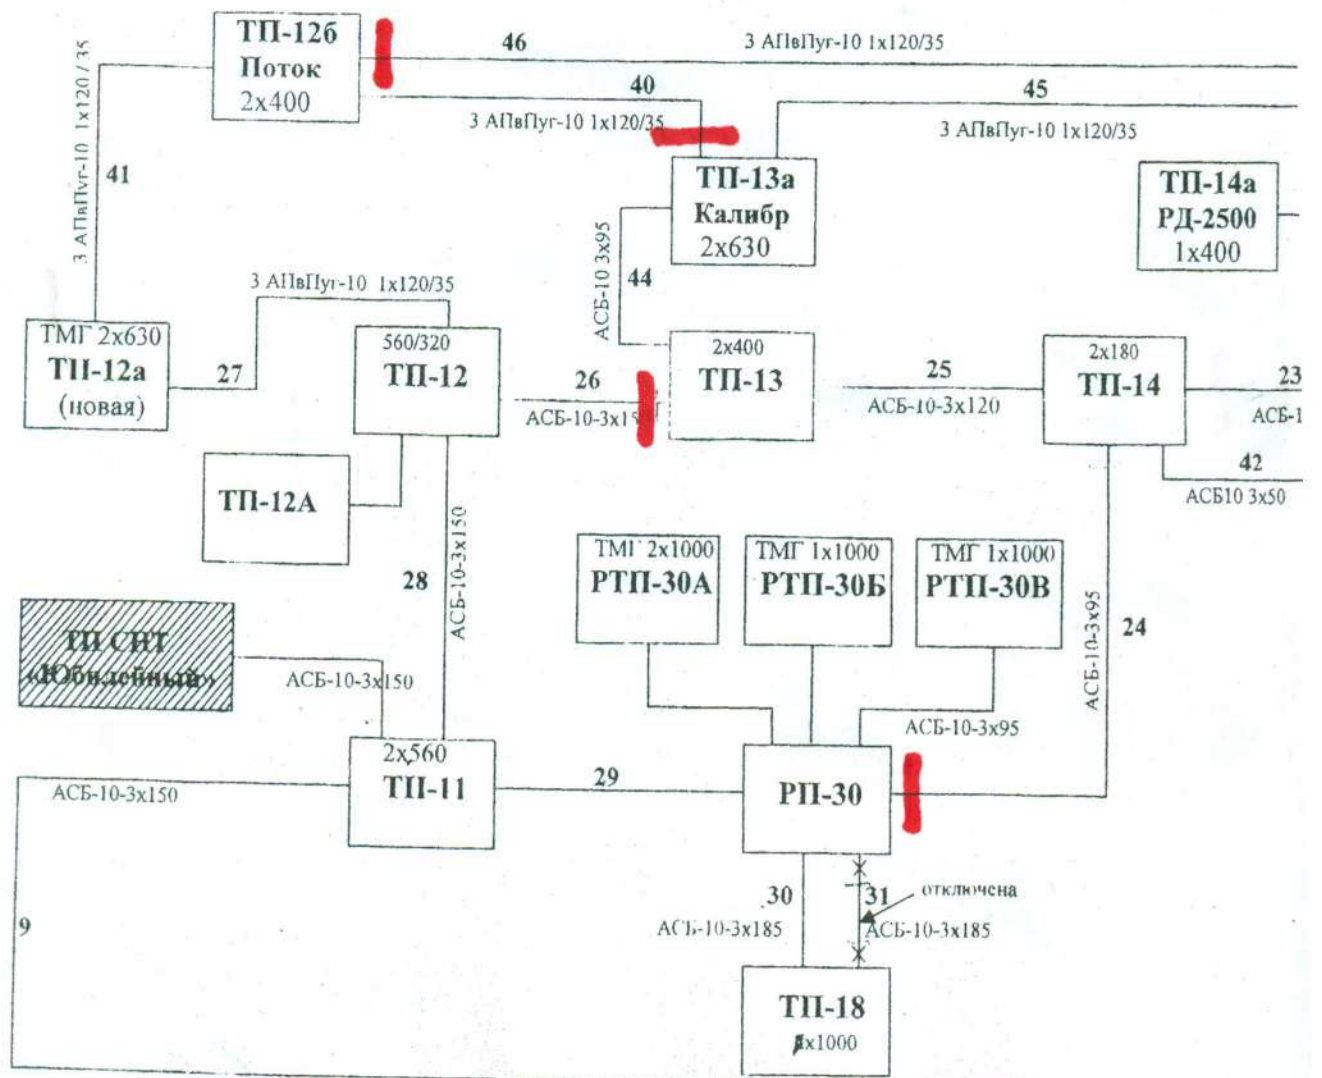 ТП-12б
Поток
2х400
46
3 АПвПуг-10 1х120/35
40
3 АПвПуг-10 1х120/35
45
3 АПвПуг-10 1х120/35
3 АПвПуг-10 1х120 / 35
41
ТП-13а
Калибр
2х630
ТП-14а
РД-2500
1х400
АСБ-10 3х95
44
3 АПвПуг-10 1х120/35
ТМГ 2х630
ТП-12а
(новая)
27
560/320
ТП-12
26
АСБ-10-3х15
2х400
ТП-13
25
АСБ-10-3х120
2х180
ТП-14
23
АСБ-1
42
АСБ10 3х50
ТП-12А
28
АСБ-10-3х150
ТМГ 2х1000
РТП-30А
ТМГ 1х1000
РТП-30Б
ТМГ 1х1000
РТП-30В
АСБ-10-3х95
24
ТП СНТ
«Юбилейный»
АСБ-10-3х150
АСБ-10-3х95
2х560
ТП-11
АСБ-10-3х150
29
РП-30
30
31
отключена
АСБ-10-3х185
АСБ-10-3х185
9
ТП-18
х1000